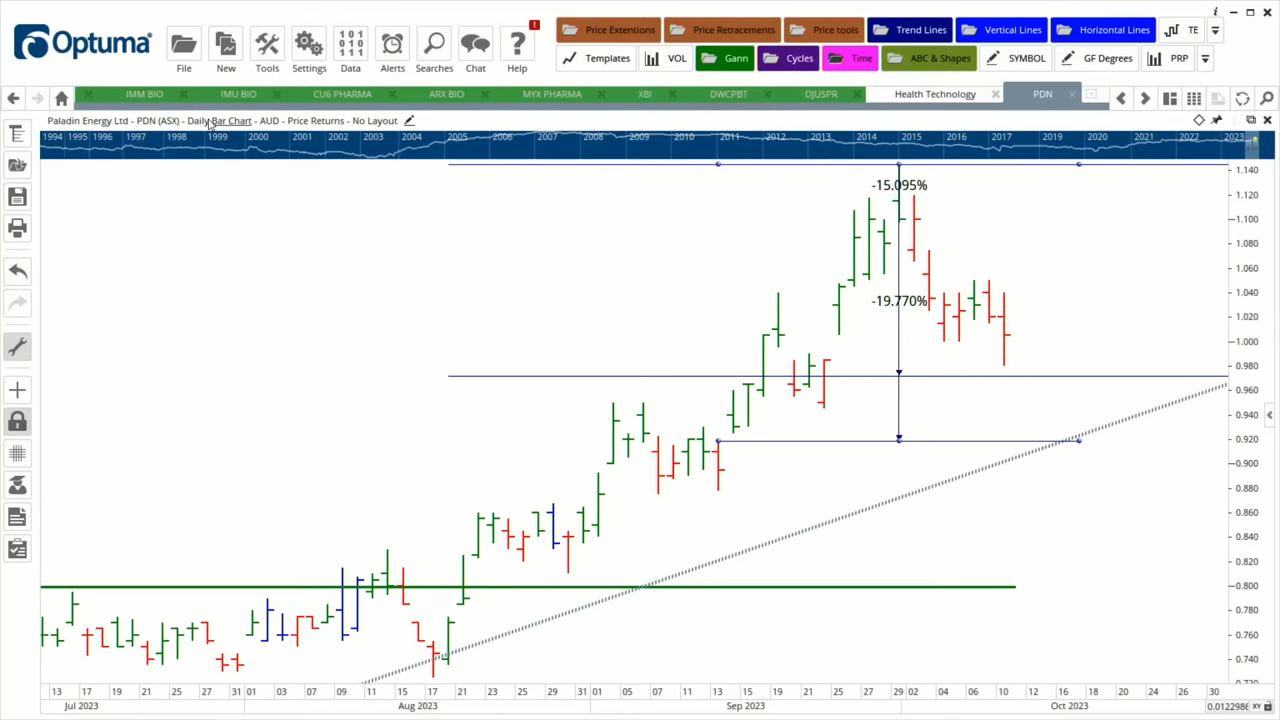 Optuma
File
New
Tools
Settings
Data
Alerts
Searches
Chat
Help
Price Extentions
Price Retracements
Price tools
Trend Lines
Vertical Lines
Horizontal Lines
TE
Templates
VOL
Gann
Cycles
Time
ABC & Shapes
SYMBOL
GF Degrees
PRP
IMM BIO
IMU BIO
CU6 PHARMA
ARX BIO
MYX PHARMA
XBI
DWCPBT
DJUSPR
Health Technology
PDN
Paladin Energy Ltd - PDN (ASX) - Daily Bar Chart - AUD - Price Returns - No Layout
1994 1995 1996 1997 1998 1999 2000 2001 2002 2003 2004 2005 2006 2007 2008 2009 2010 2011 2012 2013 2014 2015 2016 2017 2018 2019 2020 2021 2022 2023
-15.095%
-19.770%
1.140
1.120
1.100
1.080
1.060
1.040
1.020
1.000
0.980
0.960
0.940
0.920
0.900
0.880
0.860
0.840
0.820
0.800
0.780
0.760
0.740
13 17 19 21 25 27 31 01 03 07 09 11 15 17 21 23 25 29 31 01 05 07 11 13 15 19 21 25 27 29 02 04 06 10 12 16 18 20 24 26 30
Jul 2023 Aug 2023 Sep 2023 Oct 2023
0.0122986 XY